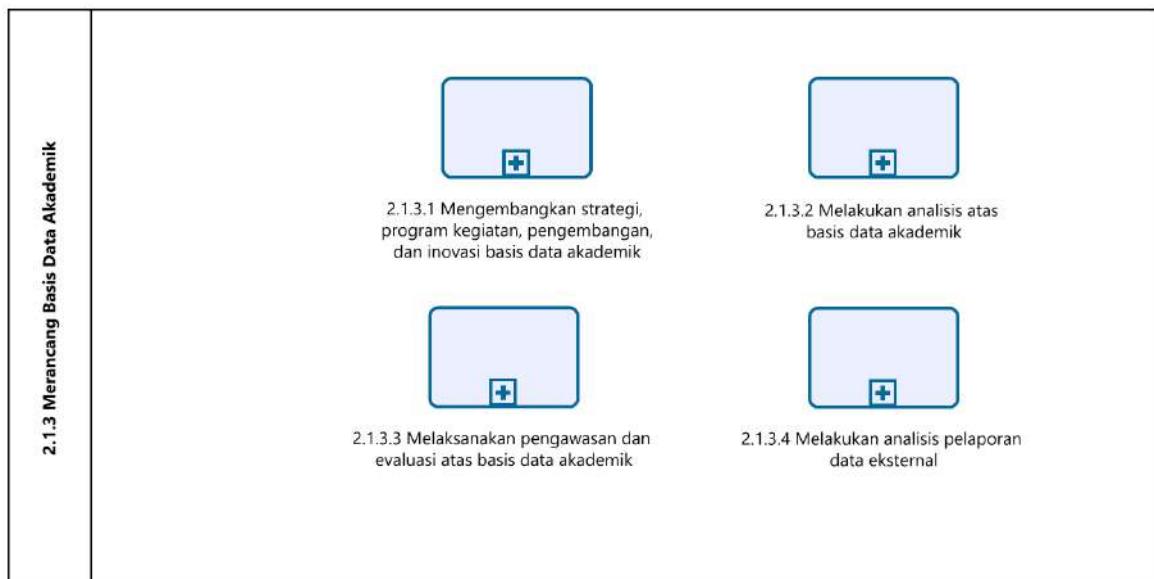 2.1.3 Merancang Basis Data Akademik
2.1.3.1 Mengembangkan strategi,
program kegiatan, pengembangan,
dan inovasi basis data akademik
2.1.3.2 Melakukan analisis atas
basis data akademik
2.1.3.3 Melaksanakan pengawasan dan
evaluasi atas basis data akademik
2.1.3.4 Melakukan analisis pelaporan
data eksternal